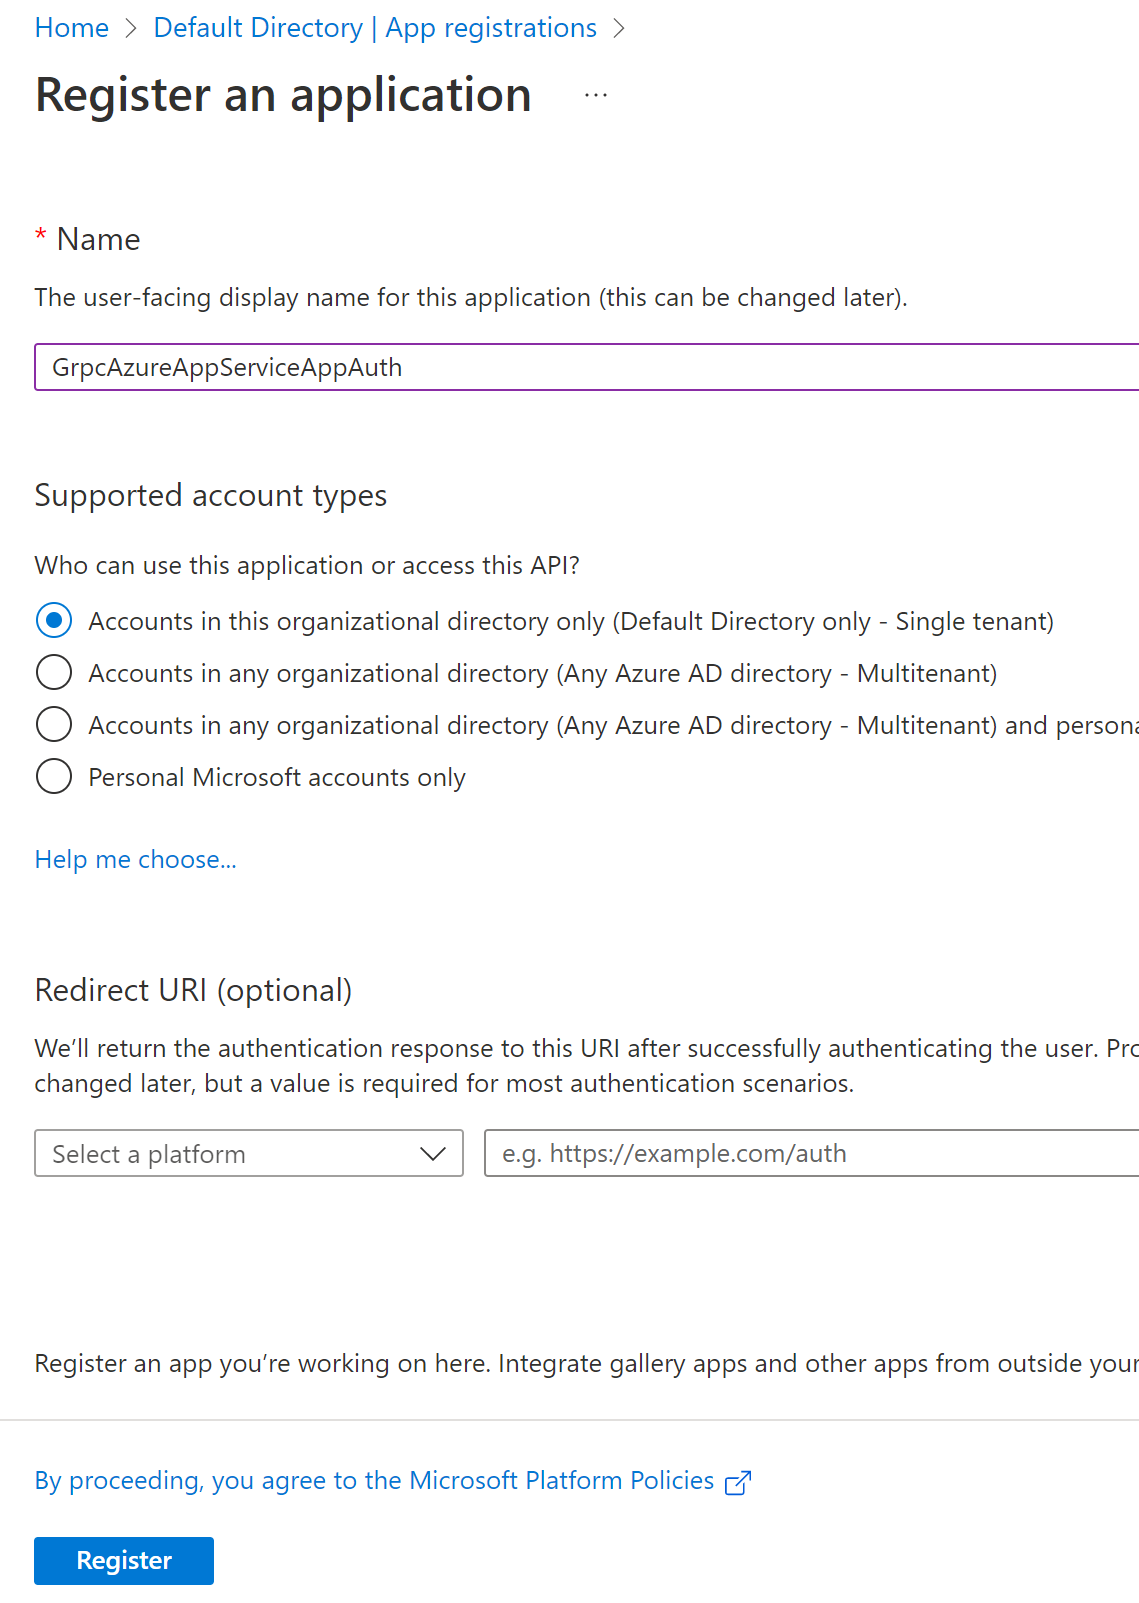 Home > Default Directory | App registrations >
Register an application ...
* Name
The user-facing display name for this application (this can be changed later).
GrpcAzureAppServiceAppAuth
Supported account types
Who can use this application or access this API?
Accounts in this organizational directory only (Default Directory only - Single tenant)
Accounts in any organizational directory (Any Azure AD directory - Multitenant)
Accounts in any organizational directory (Any Azure AD directory - Multitenant) and persona
Personal Microsoft accounts only
Help me choose...
Redirect URI (optional)
We’ll return the authentication response to this URI after successfully authenticating the user. Pro
changed later, but a value is required for most authentication scenarios.
Select a platform
e.g. https://example.com/auth
Register an app you’re working on here. Integrate gallery apps and other apps from outside your
By proceeding, you agree to the Microsoft Platform Policies
Register